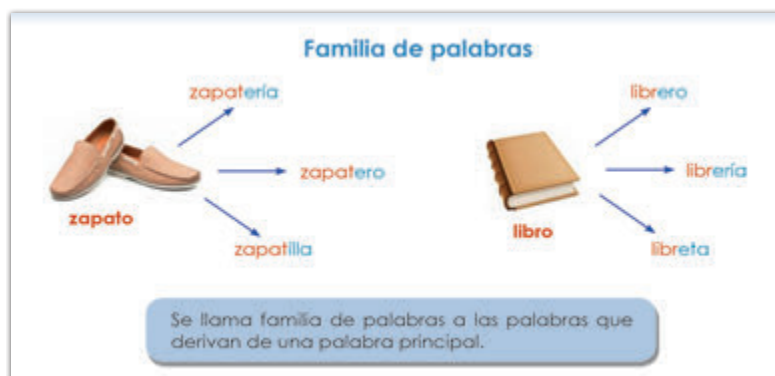 Familia de palabras
zapatería
zapatero
zapatilla
zapato
librero
librería
libreta
libro
Se llama familia de palabras a las palabras que
derivan de una palabra principal.